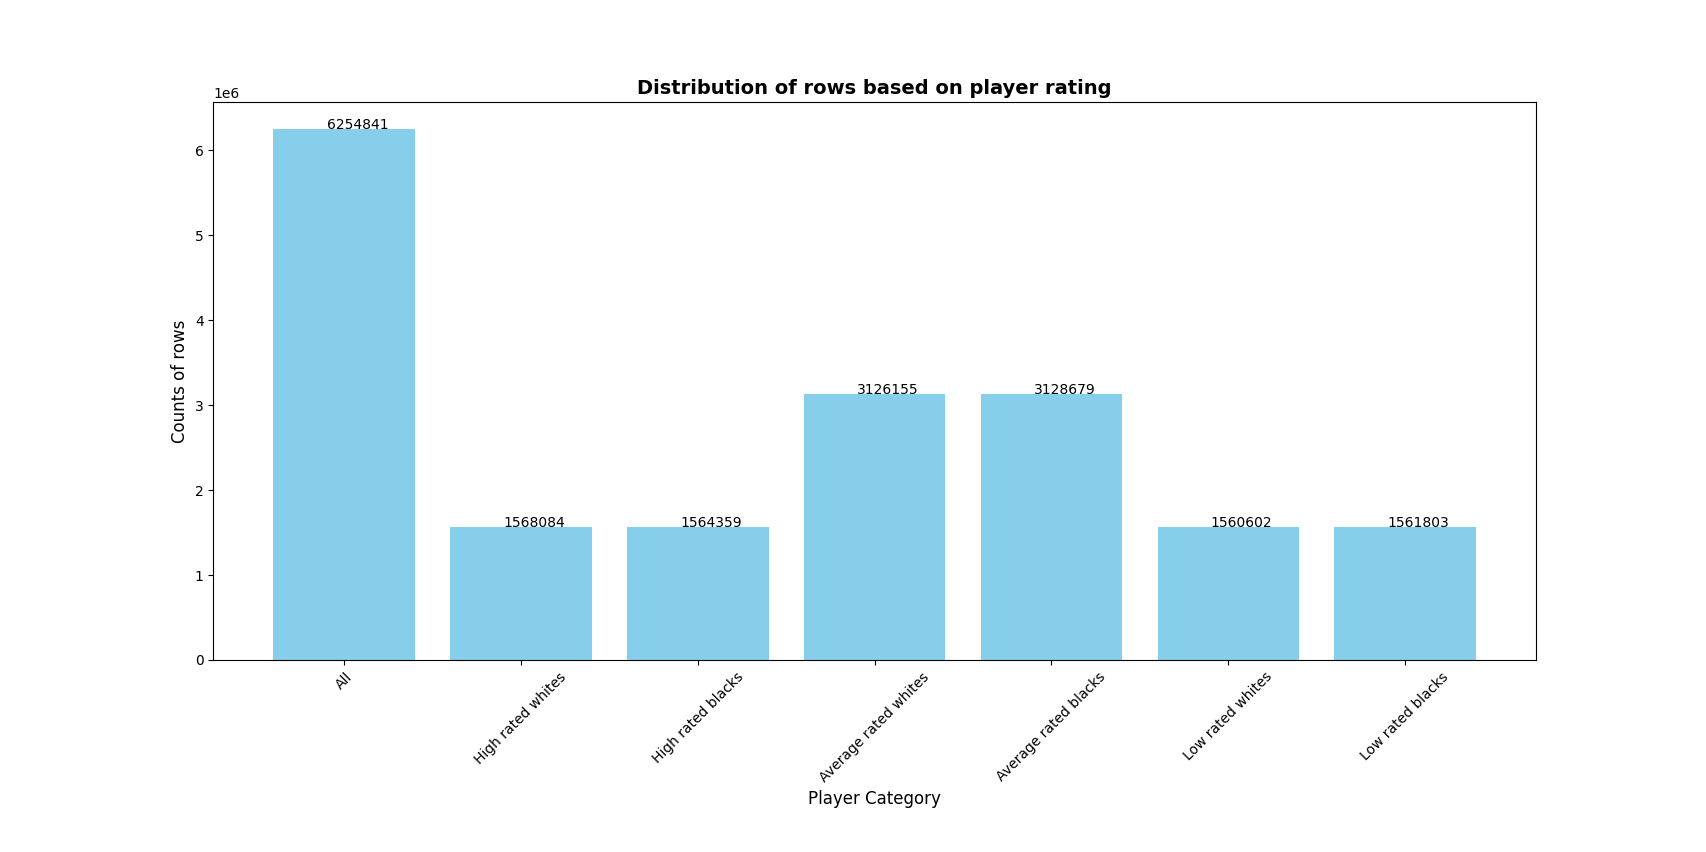 Distribution of rows based on player rating
1e6
6254841
6
5
4
3126155 3128679
3
2
1568084 1564359 1560602 1561803
1
0
Counts of rows
All High rated whites High rated blacks Average rated whites Average rated blacks Low rated whites Low rated blacks
Player Category